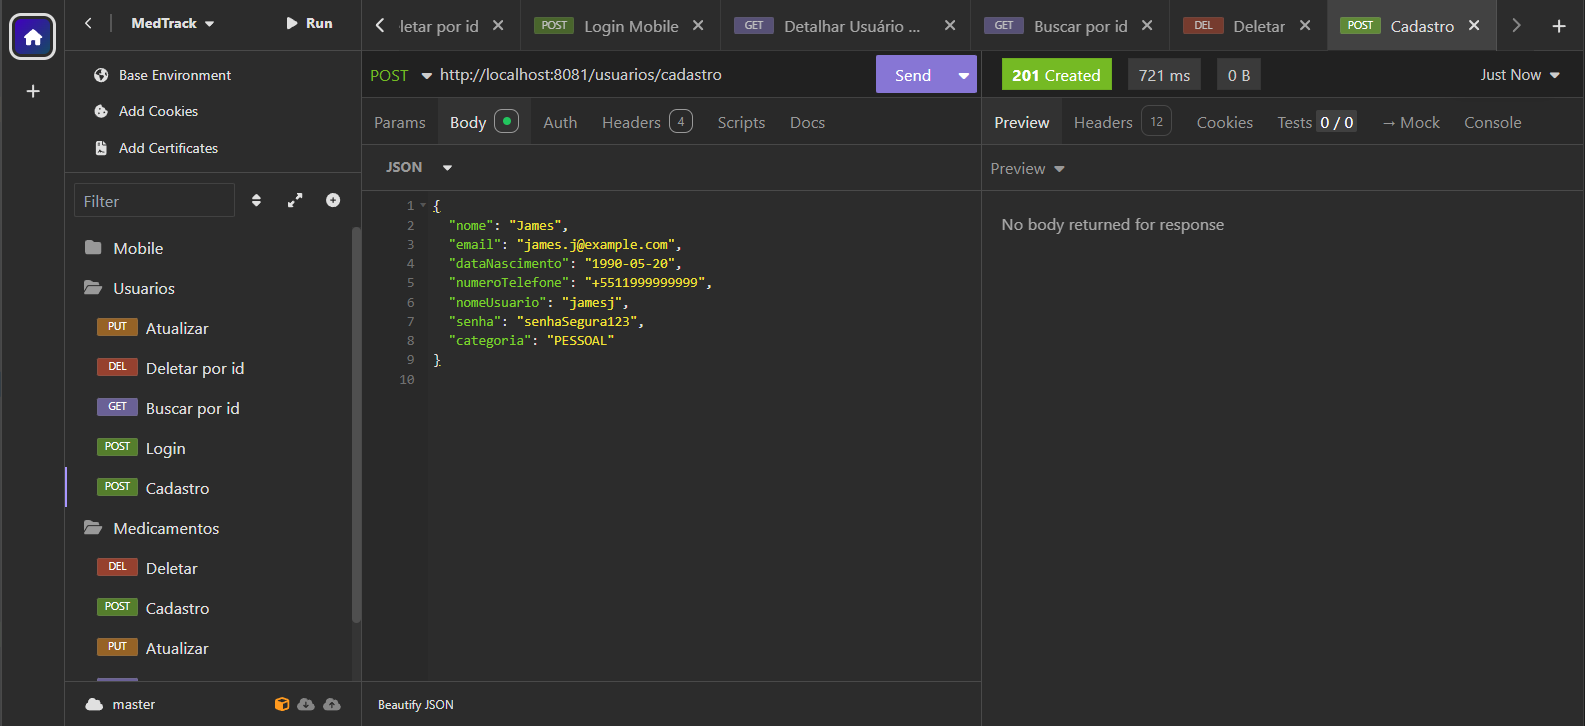 MedTrack
Run
Base Environment
Add Cookies
Add Certificates
Filter
Mobile
Usuarios
PUT Atualizar
DEL Deletar por id
GET Buscar por id
POST Login
POST Cadastro
Medicamentos
DEL Deletar
POST Cadastro
PUT Atualizar
master
letar por id
POST Login Mobile
GET Detalhar Usuário ...
GET Buscar por id
DEL Deletar
POST Cadastro
POST http://localhost:8081/usuarios/cadastro
Send
Params Body Auth Headers 4 Scripts Docs
JSON
1 {
2 "nome": "James",
3 "email": "james.j@example.com",
4 "dataNascimento": "1990-05-20",
5 "numeroTelefone": "+5511999999999",
6 "nomeUsuario": "jamesj",
7 "senha": "senhaSegura123",
8 "categoria": "PESSOAL"
9 }
10
Beautify JSON
201 Created 721 ms 0 B Just Now
Preview Headers 12 Cookies Tests 0 / 0 → Mock Console
Preview
No body returned for response